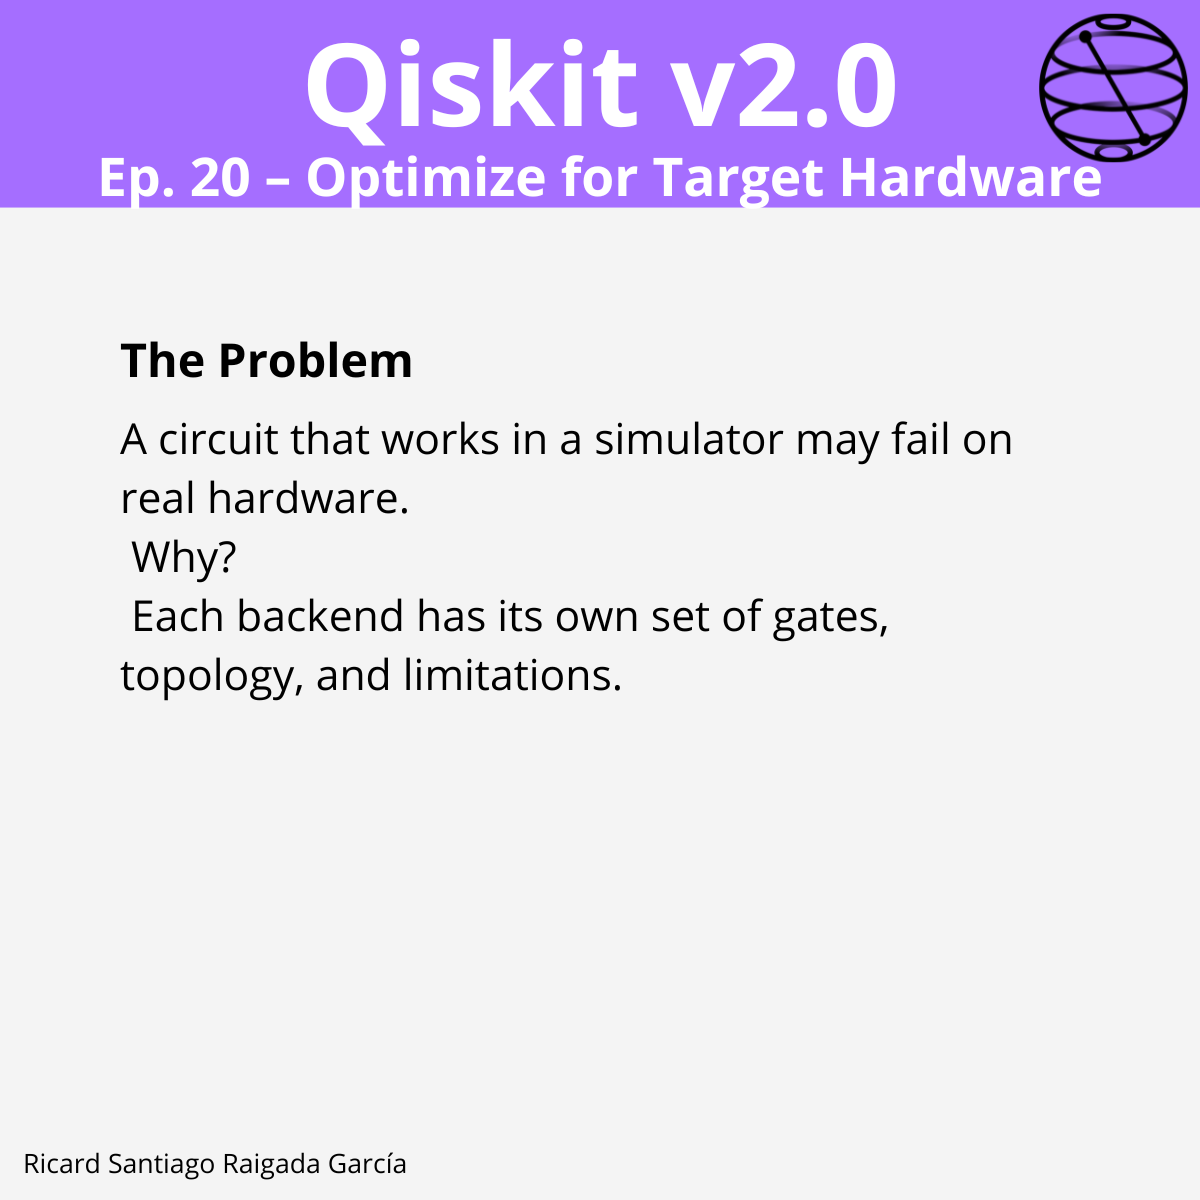 Qiskit v2.0
Ep. 20 – Optimize for Target Hardware
The Problem
A circuit that works in a simulator may fail on
real hardware.
Why?
Each backend has its own set of gates,
topology, and limitations.
Ricard Santiago Raigada García